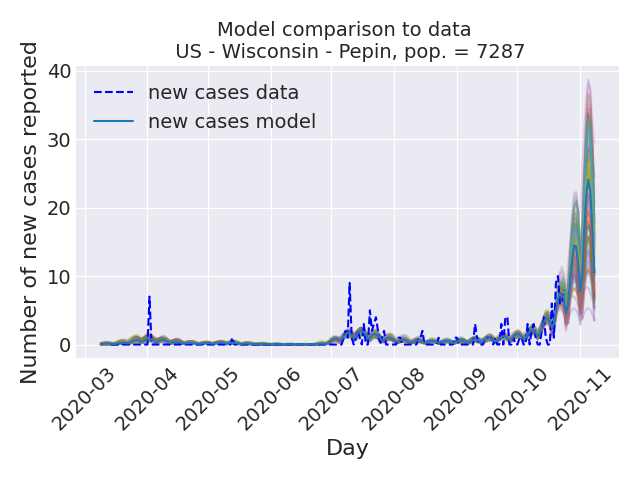 Model comparison to data
US - Wisconsin - Pepin, pop. = 7287
Number of new cases reported
40
30
20
10
0
new cases data
new cases model
2020-03
2020-04
2020-05
2020-06
2020-07
2020-08
2020-09
2020-10
2020-11
Day